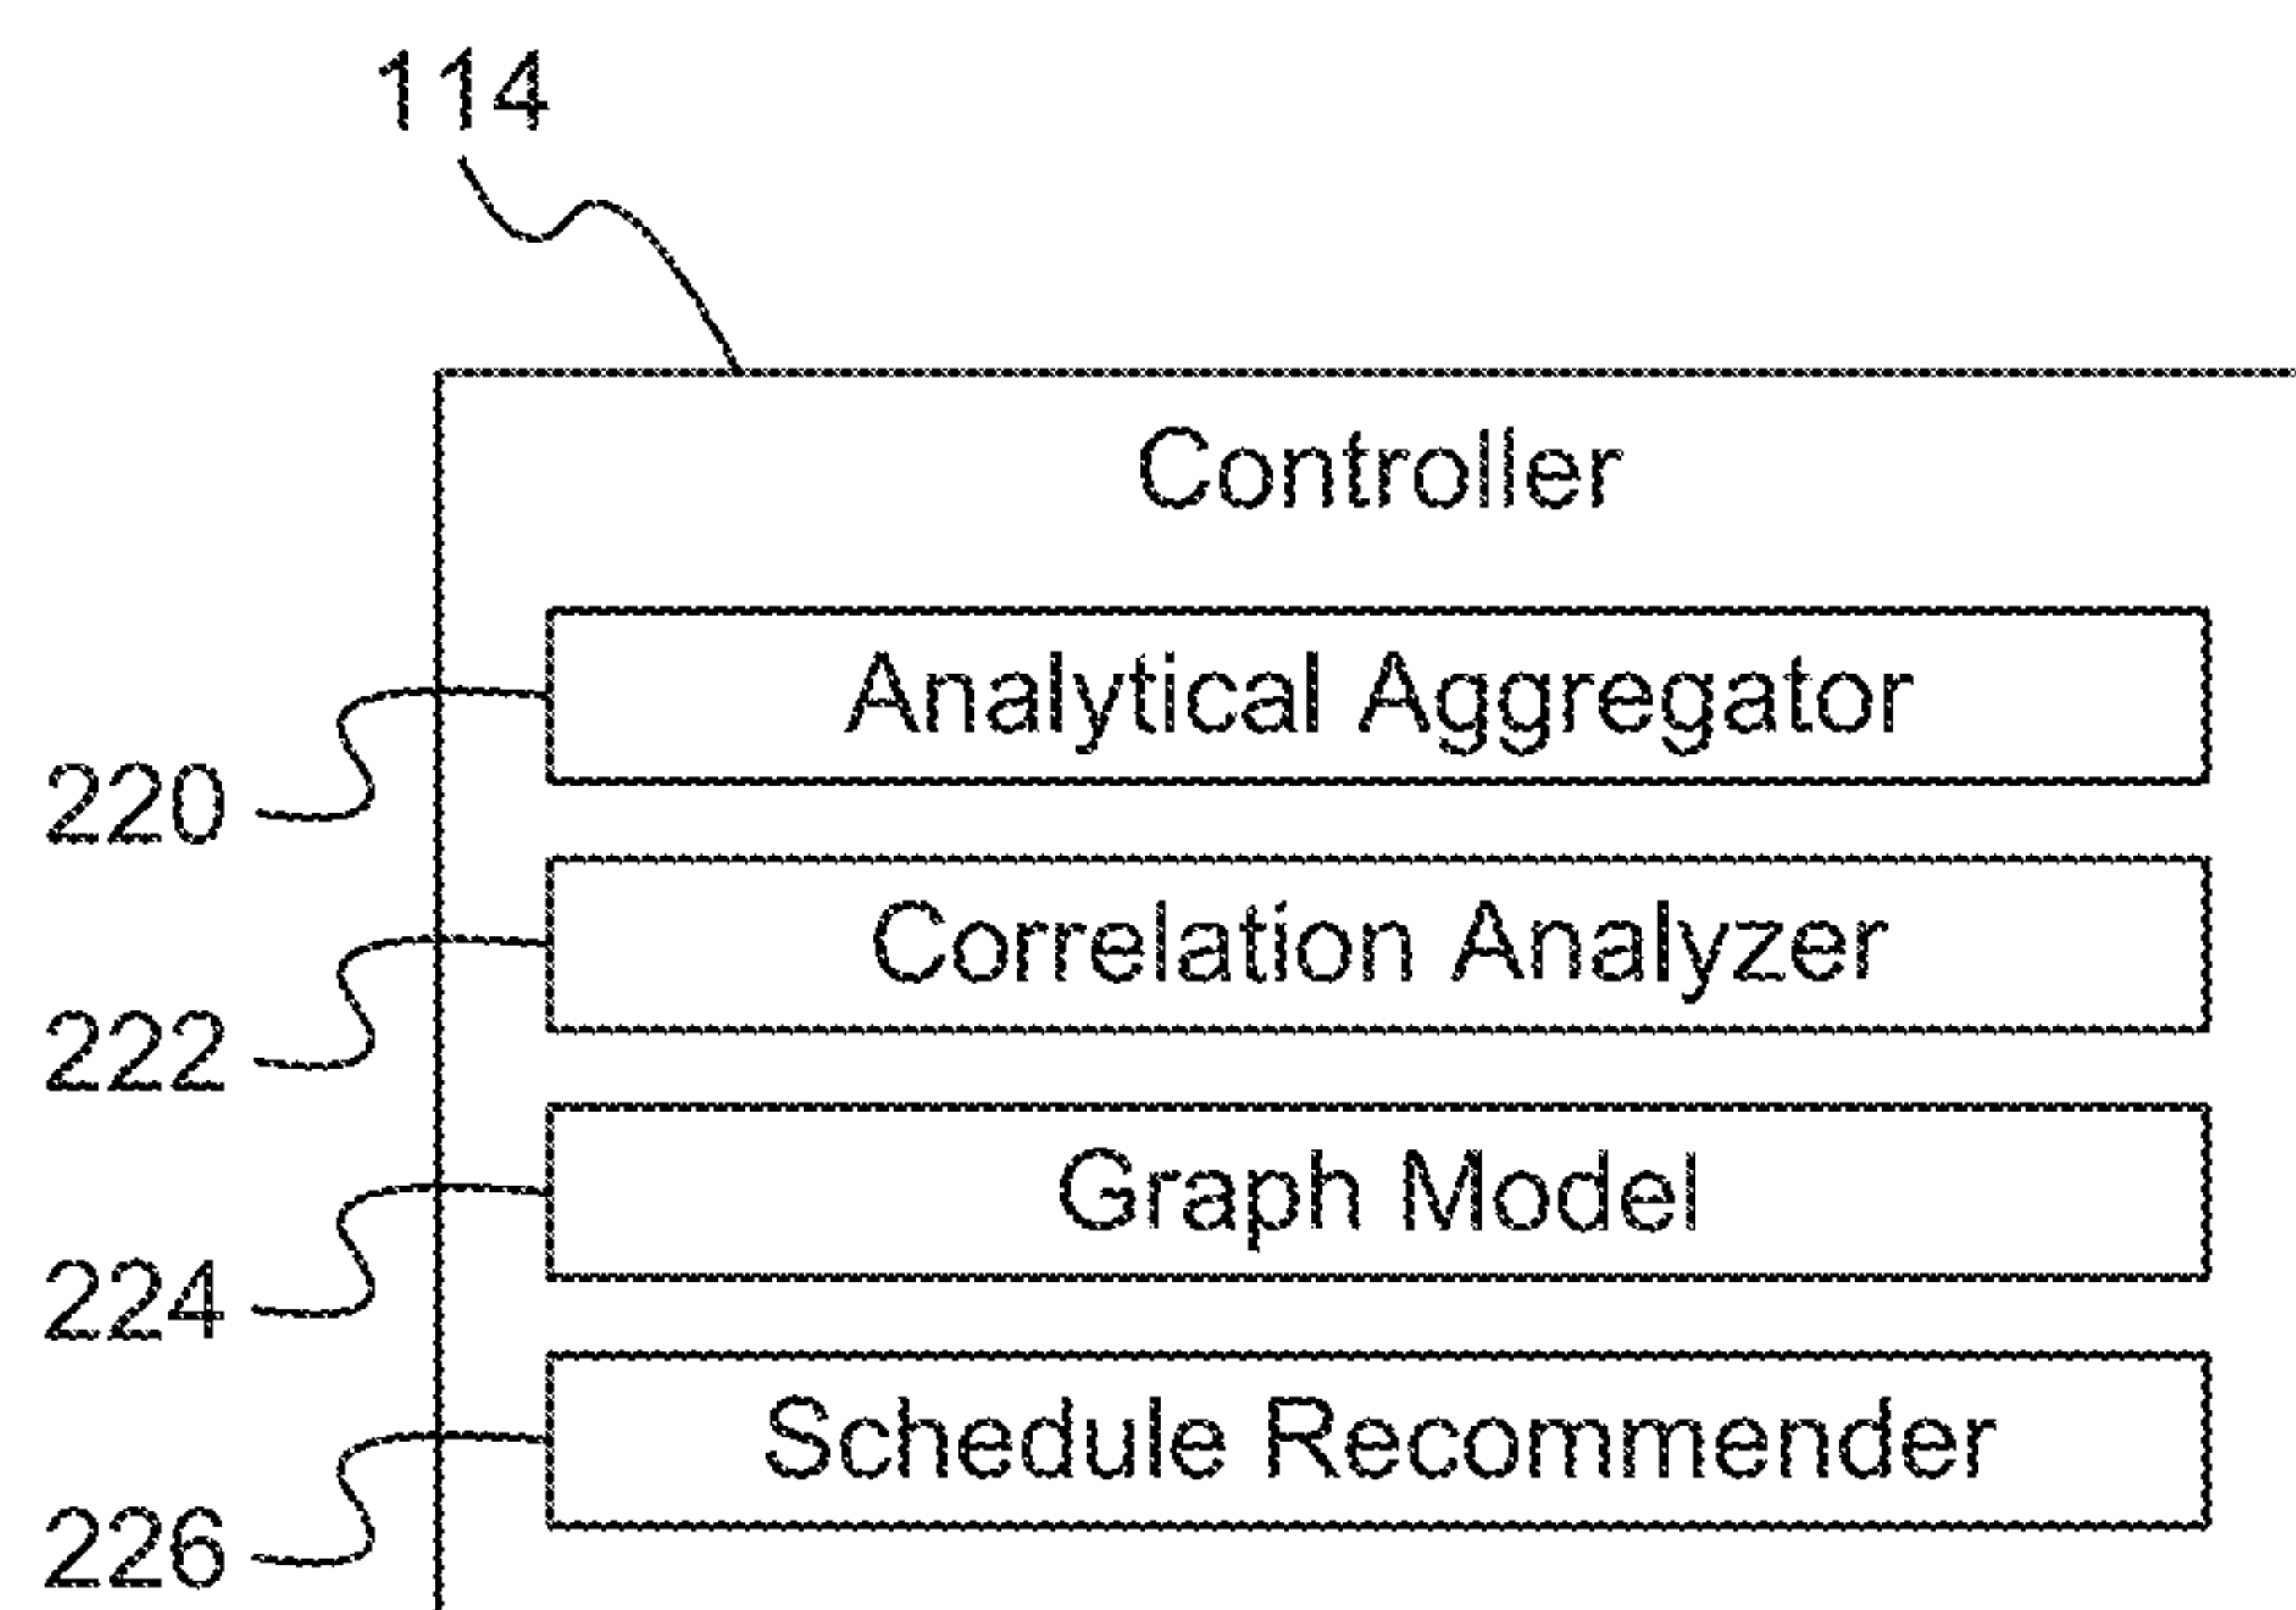 114
Controller
Analytical Aggregator
220
Correlation Analyzer
222
Graph Model
224
Schedule Recommender
226